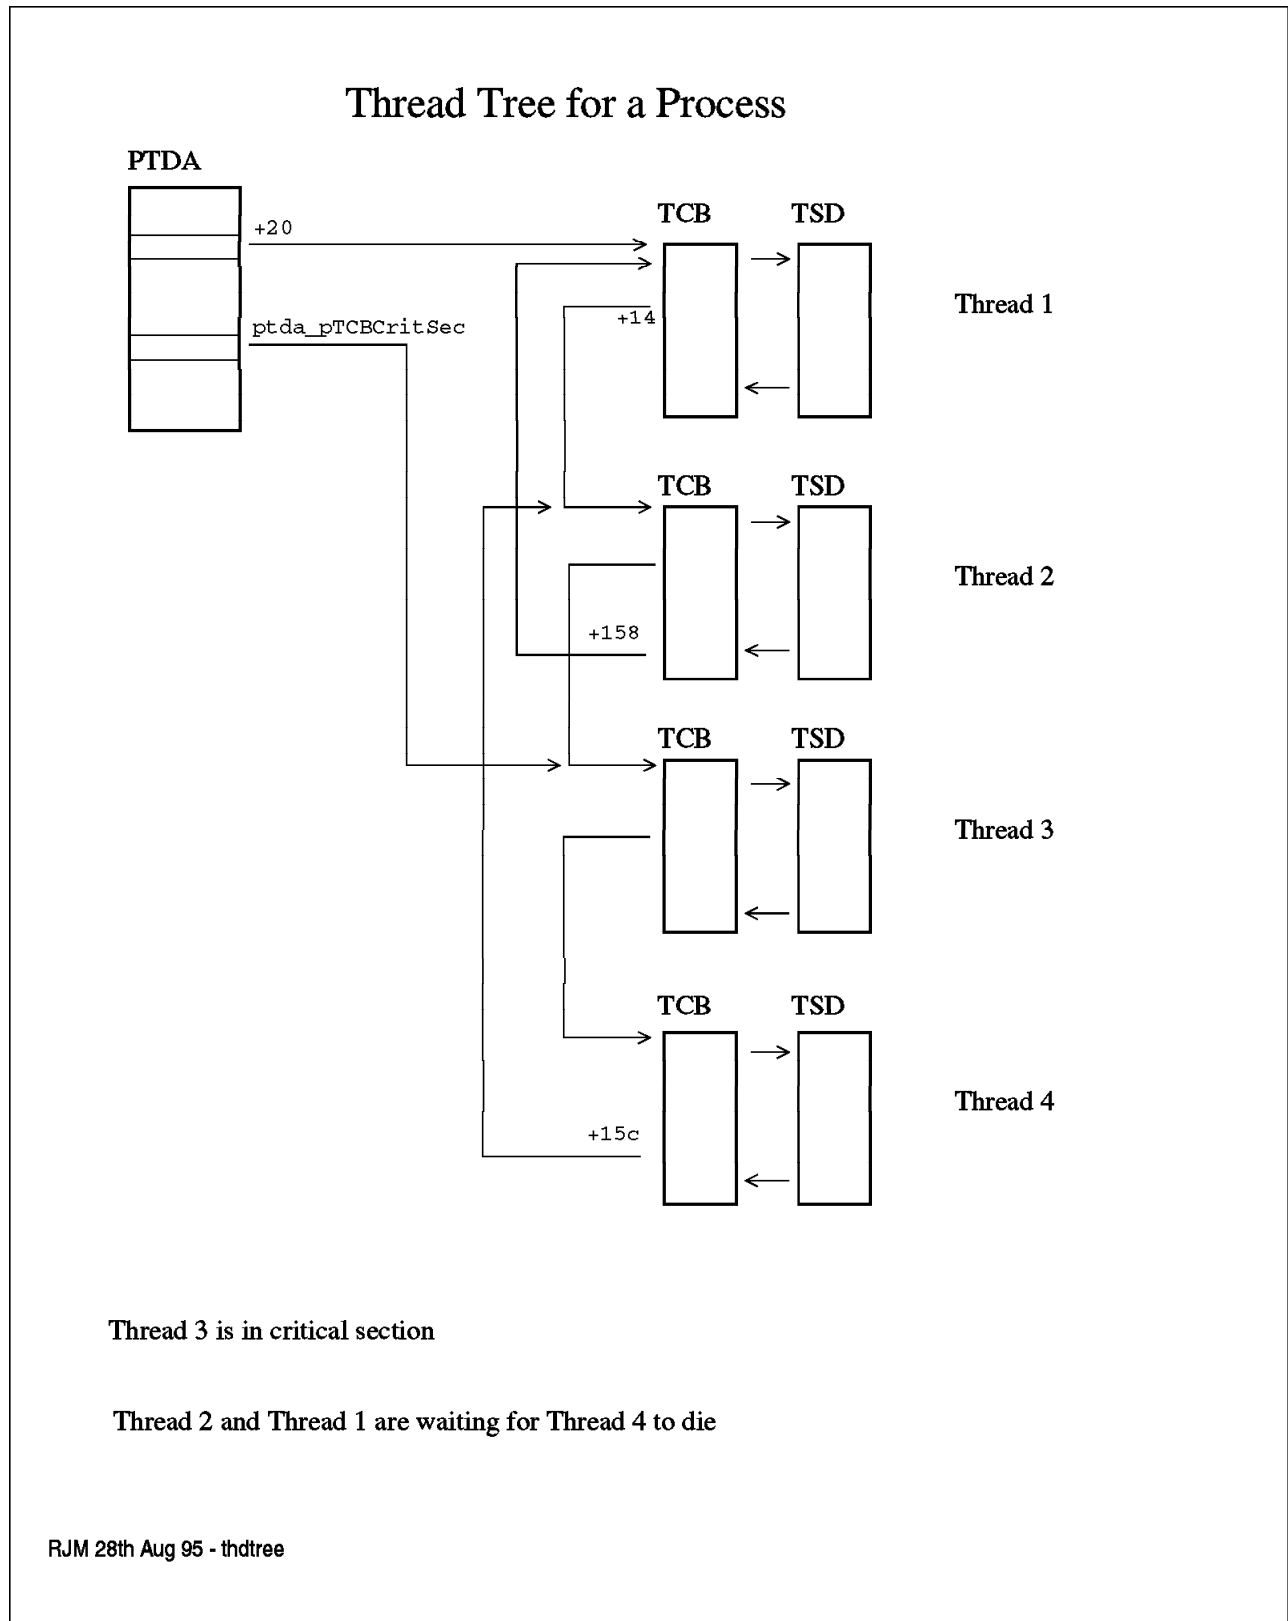 Thread Tree for a Process
PTDA
+20
ptda_pTCBCritSec
TCB TSD
+14
Thread 1
TCB TSD
Thread 2
+158
TCB TSD
Thread 3
TCB TSD
Thread 4
+15c
Thread 3 is in critical section
Thread 2 and Thread 1 are waiting for Thread 4 to die
RJM 28th Aug 95 - thdtree